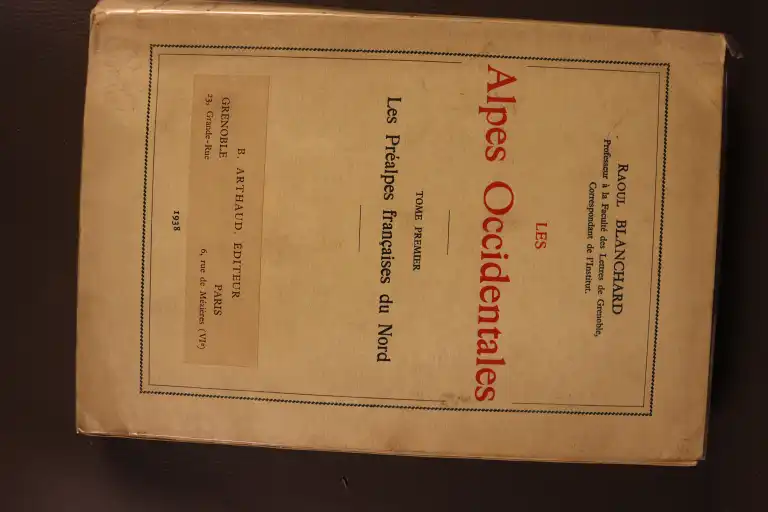 RAOUL BLANCHARD
Professeur à la Faculté des Lettres de Grenoble,
Correspondant de l'Institut.
LES
Alpes Occidentales
TOME PREMIER
Les Préalpes françaises du Nord
B. ARTHAUD, ÉDITEUR
GRENOBLE
23, Grande-Rue
PARIS
6, rue de Mézières (VIe)
1938